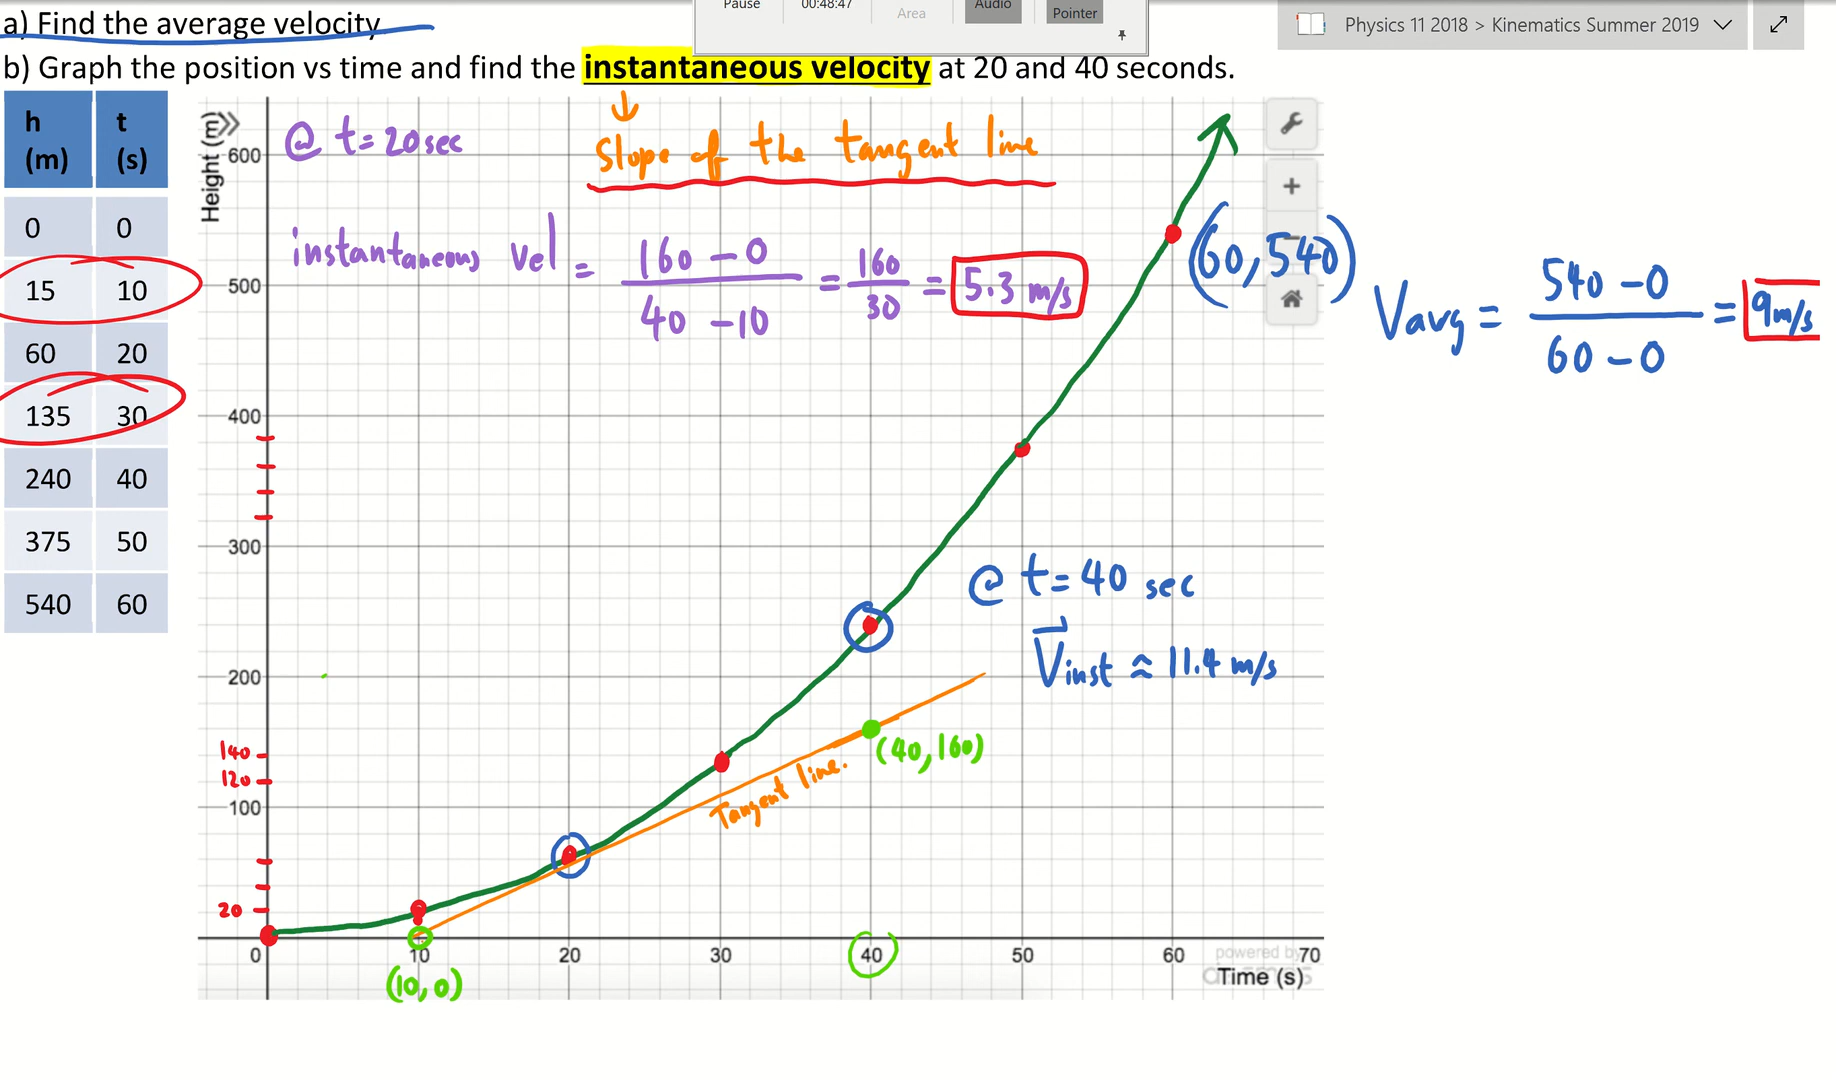 a) Find the average velocity
Pause
00:48:47
Area
Audio
Pointer
Physics 11 2018 > Kinematics Summer 2019
b) Graph the position vs time and find the instantaneous velocity at 20 and 40 seconds.
h (m) t (s)
0 0
15 10
60 20
135 30
240 40
375 50
540 60
Height (m)
600
500
400
300
200
100
140
120
20
@ t = 20 sec
slope of the tangent line
instantaneous vel = 160 - 0 / 40 - 10 = 160 / 30 = 5.3 m/s
(60, 540)
Vavg = 540 - 0 / 60 - 0 = 9 m/s
@ t = 40 sec
Vinst ≈ 11.4 m/s
(40, 160)
Tangent line.
0 10 20 30 40 50 60 70
powered by
Time (s)
(10, 0)